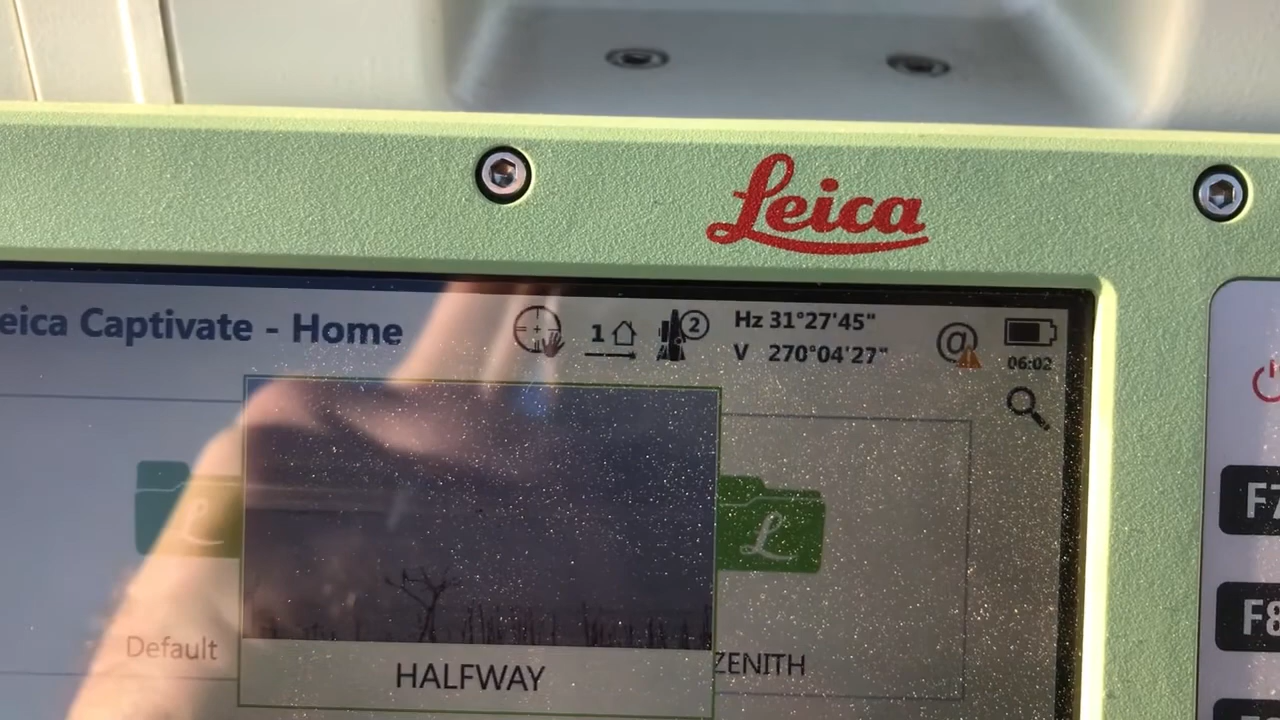 Leica
eica Captivate - Home
1
2
Hz 31°27'45"
V 270°04'27"
@
06:02
L
L
Default
HALFWAY
ZENITH
F7
F8